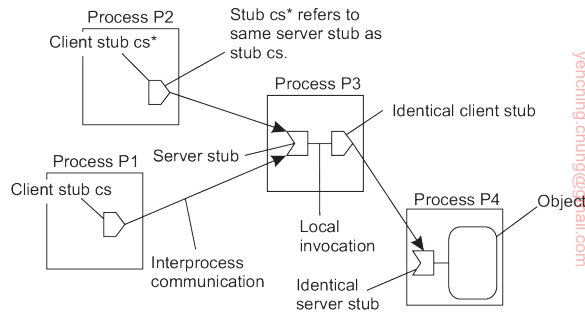 Process P2
Stub cs* refers to
same server stub as
stub cs.
Client stub cs*
Process P3
Identical client stub
Process P1
Server stub
Client stub cs
Process P4
Object
Local
invocation
Interprocess
communication
Identical
server stub
yencning.chung@gmail.com